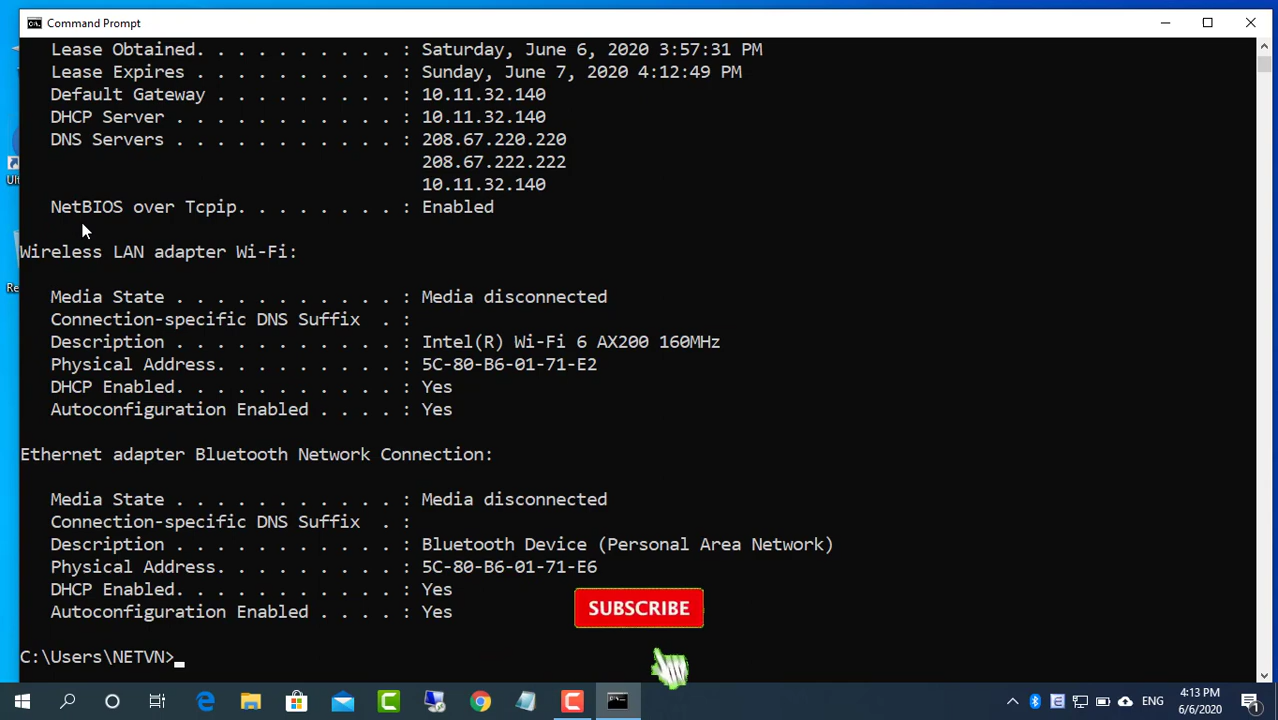 Command Prompt
Lease Obtained. . . . . . . . . . : Saturday, June 6, 2020 3:57:31 PM
Lease Expires . . . . . . . . . . : Sunday, June 7, 2020 4:12:49 PM
Default Gateway . . . . . . . . . : 10.11.32.140
DHCP Server . . . . . . . . . . . : 10.11.32.140
DNS Servers . . . . . . . . . . . : 208.67.220.220
208.67.222.222
10.11.32.140
NetBIOS over Tcpip. . . . . . . . : Enabled
Wireless LAN adapter Wi-Fi:
Media State . . . . . . . . . . . : Media disconnected
Connection-specific DNS Suffix . :
Description . . . . . . . . . . . : Intel(R) Wi-Fi 6 AX200 160MHz
Physical Address. . . . . . . . . : 5C-80-B6-01-71-E2
DHCP Enabled. . . . . . . . . . . : Yes
Autoconfiguration Enabled . . . . : Yes
Ethernet adapter Bluetooth Network Connection:
Media State . . . . . . . . . . . : Media disconnected
Connection-specific DNS Suffix . :
Description . . . . . . . . . . . : Bluetooth Device (Personal Area Network)
Physical Address. . . . . . . . . : 5C-80-B6-01-71-E6
DHCP Enabled. . . . . . . . . . . : Yes
Autoconfiguration Enabled . . . . : Yes
SUBSCRIBE
C:\Users\NETVN>
ENG
4:13 PM
6/6/2020